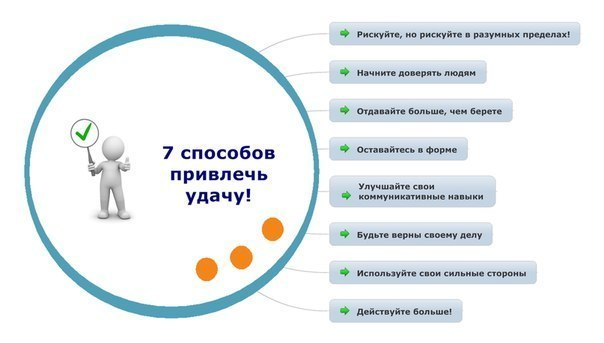 7 способов
привлечь
удачу!
Рискуйте, но рискуйте в разумных пределах!
Начните доверять людям
Отдавайте больше, чем берете
Оставайтесь в форме
Улучшайте свои
коммуникативные навыки
Будьте верны своему делу
Используйте свои сильные стороны
Действуйте больше!